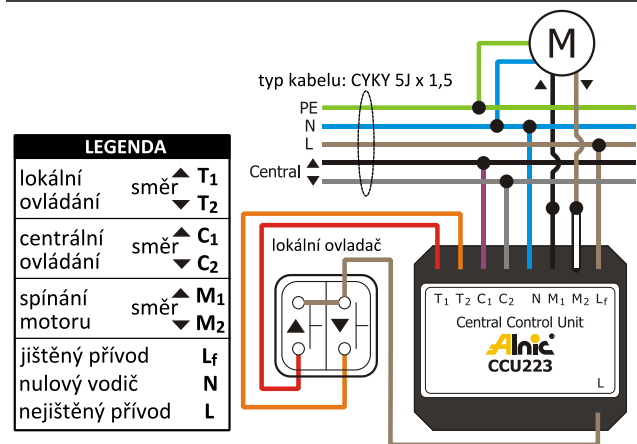 M
typ kabelu: CYKY 5J x 1,5
PE
N
L
Central
LEGENDA
lokální ovládání směr T1 T2
centrální ovládání směr C1 C2
spínání motoru směr M1 M2
jištěný přívod Lf
nulový vodič N
nejištěný přívod L
lokální ovladač
T1 T2 C1 C2 N M1 M2 Lf
Central Control Unit
Alnic
CCU223
L